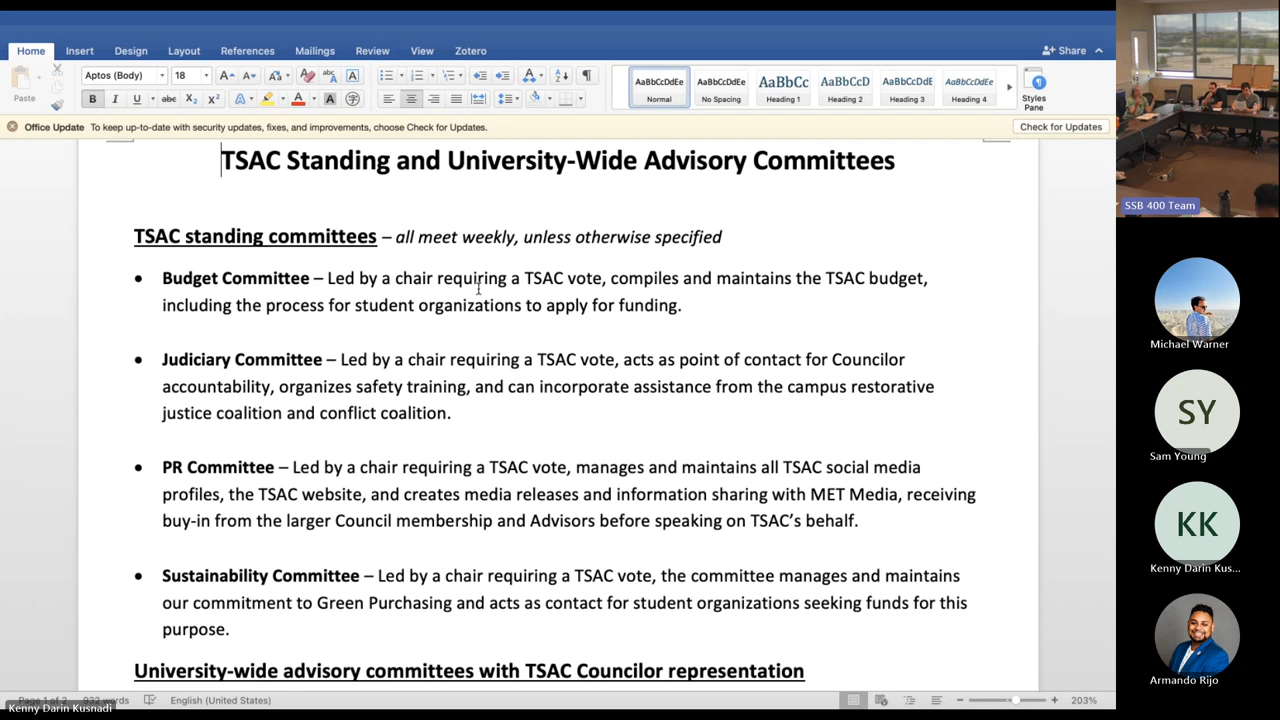 Home Insert Design Layout References Mailings Review View Zotero Share
Paste Aptos (Body) 18 AaBbCcDdEe AaBbCcDdEe AaBbCc AaBbCcD AaBbCcDdE AaBbCcDdEe
B I U abc X₂ X² Normal No Spacing Heading 1 Heading 2 Heading 3 Heading 4 Styles Pane
Office Update To keep up-to-date with security updates, fixes, and improvements, choose Check for Updates. Check for Updates
TSAC Standing and University-Wide Advisory Committees
TSAC standing committees – all meet weekly, unless otherwise specified
• Budget Committee – Led by a chair requiring a TSAC vote, compiles and maintains the TSAC budget,
including the process for student organizations to apply for funding.
• Judiciary Committee – Led by a chair requiring a TSAC vote, acts as point of contact for Councilor
accountability, organizes safety training, and can incorporate assistance from the campus restorative
justice coalition and conflict coalition.
• PR Committee – Led by a chair requiring a TSAC vote, manages and maintains all TSAC social media
profiles, the TSAC website, and creates media releases and information sharing with MET Media, receiving
buy-in from the larger Council membership and Advisors before speaking on TSAC's behalf.
• Sustainability Committee – Led by a chair requiring a TSAC vote, the committee manages and maintains
our commitment to Green Purchasing and acts as contact for student organizations seeking funds for this
purpose.
University-wide advisory committees with TSAC Councilor representation
Page 1 of 2 932 words English (United States) 203%
Kenny Darin Kusnadi
SSB 400 Team
Michael Warner
SY
Sam Young
KK
Kenny Darin Kus...
Armando Rijo